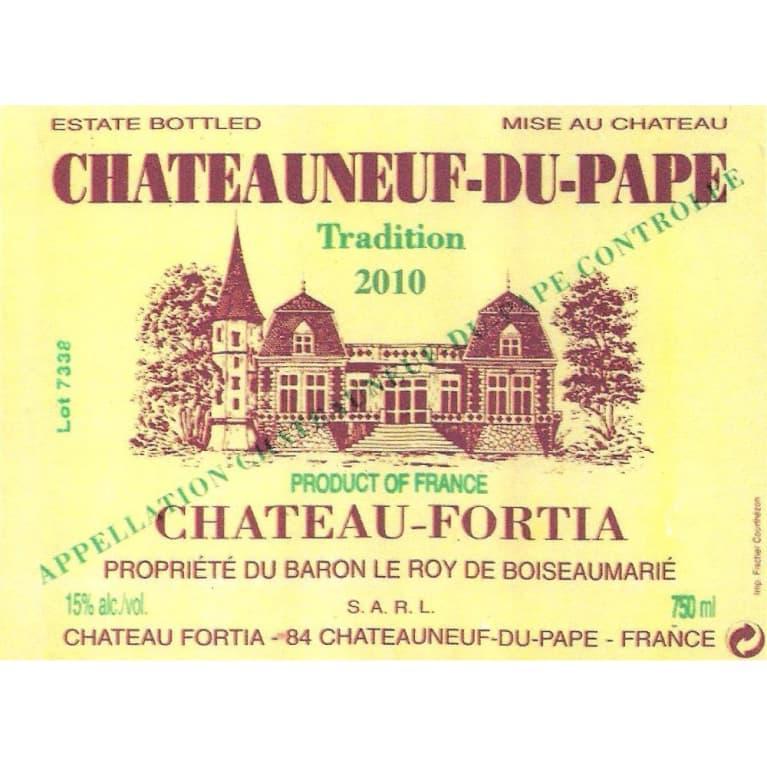 ESTATE BOTTLED
MISE AU CHATEAU
CHATEAUNEUF-DU-PAPE
Tradition
2010
APPELLATION CHATEAUNEUF DU PAPE CONTROLEE
Lot 7338
PRODUCT OF FRANCE
CHATEAU-FORTIA
PROPRIÉTÉ DU BARON LE ROY DE BOISEAUMARIÉ
15% alc./vol.
S.A.R.L.
750 ml
CHATEAU FORTIA - 84 CHATEAUNEUF-DU-PAPE - FRANCE
Imp. Fischer Courthézon